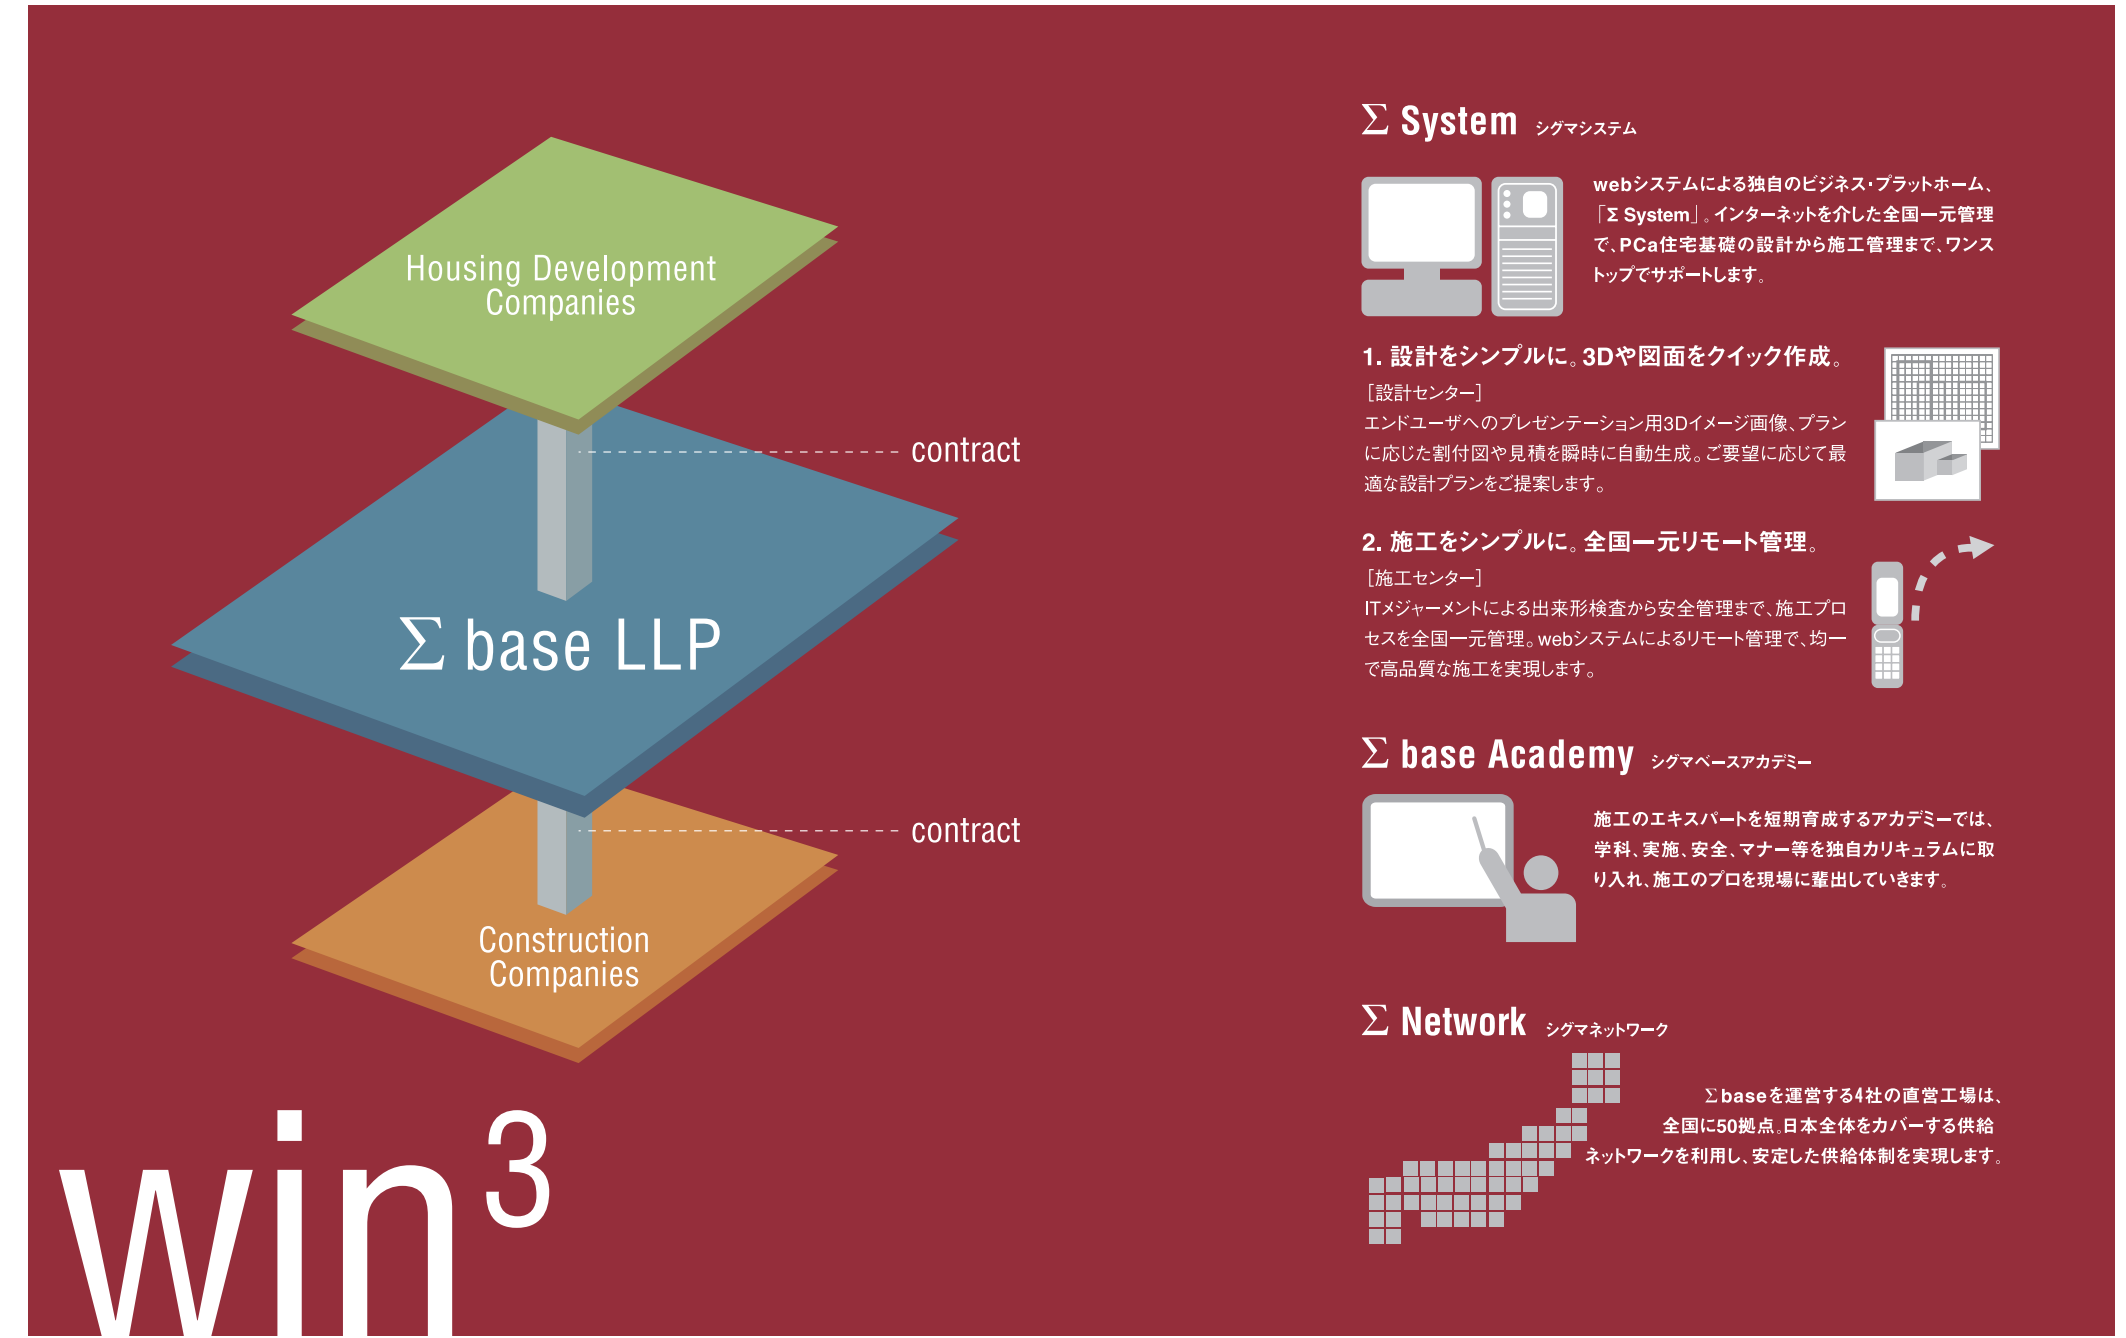 Housing Development
Companies
contract
Σ base LLP
contract
Construction
Companies
win³
Σ System シグマシステム
webシステムによる独自のビジネス・プラットホーム、
「Σ System」。インターネットを介した全国一元管理
で、PCa住宅基礎の設計から施工管理まで、ワンス
トップでサポートします。
1. 設計をシンプルに。3Dや図面をクイック作成。
［設計センター］
エンドユーザへのプレゼンテーション用3Dイメージ画像、プラン
に応じた割付図や見積を瞬時に自動生成。ご要望に応じて最
適な設計プランをご提案します。
2. 施工をシンプルに。全国一元リモート管理。
［施工センター］
ITメジャーメントによる出来形検査から安全管理まで、施工プロ
セスを全国一元管理。webシステムによるリモート管理で、均一
で高品質な施工を実現します。
Σ base Academy シグマベースアカデミー
施工のエキスパートを短期育成するアカデミーでは、
学科、実施、安全、マナー等を独自カリキュラムに取
り入れ、施工のプロを現場に輩出していきます。
Σ Network シグマネットワーク
Σbaseを運営する4社の直営工場は、
全国に50拠点。日本全体をカバーする供給
ネットワークを利用し、安定した供給体制を実現します。